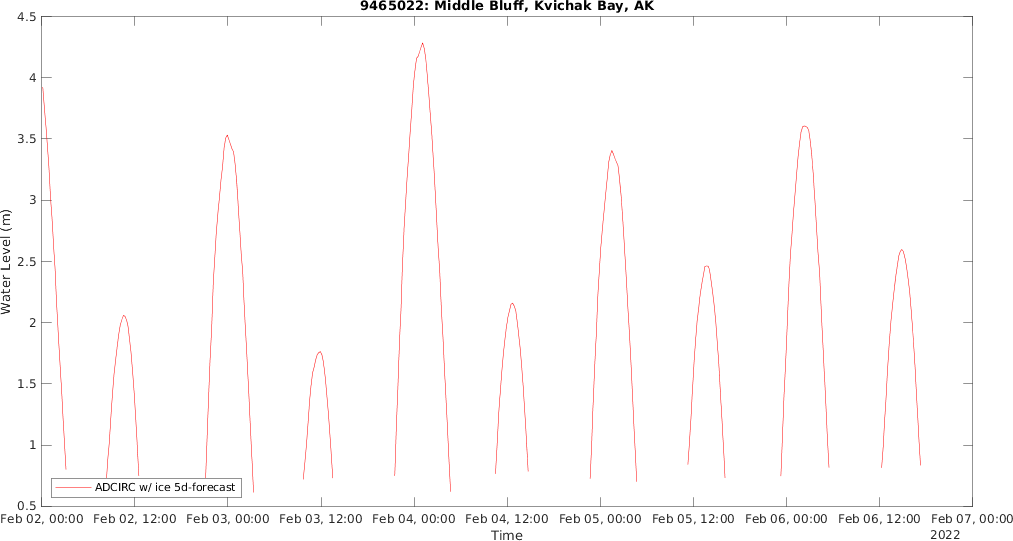 9465022: Middle Bluff, Kvichak Bay, AK
Water Level (m)
4.5
4
3.5
3
2.5
2
1.5
1
0.5
ADCIRC w/ ice 5d-forecast
Feb 02, 00:00 Feb 02, 12:00 Feb 03, 00:00 Feb 03, 12:00 Feb 04, 00:00 Feb 04, 12:00 Feb 05, 00:00 Feb 05, 12:00 Feb 06, 00:00 Feb 06, 12:00 Feb 07, 00:00
Time
2022